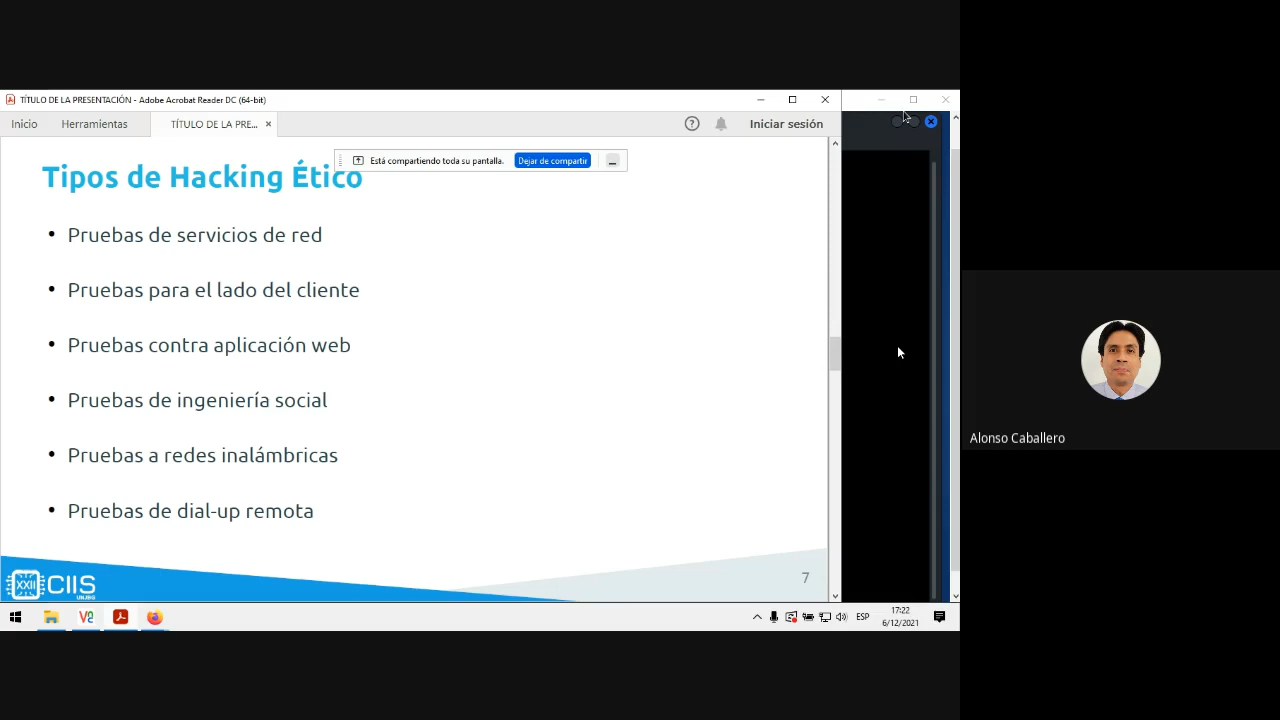 TÍTULO DE LA PRESENTACIÓN - Adobe Acrobat Reader DC (64-bit)
Inicio
Herramientas
TÍTULO DE LA PRE...
Iniciar sesión
Está compartiendo toda su pantalla.
Dejar de compartir
Tipos de Hacking Ético
• Pruebas de servicios de red
• Pruebas para el lado del cliente
• Pruebas contra aplicación web
• Pruebas de ingeniería social
• Pruebas a redes inalámbricas
• Pruebas de dial-up remota
Alonso Caballero
XXII CIIS
UNJBG
7
ESP
17:22
6/12/2021